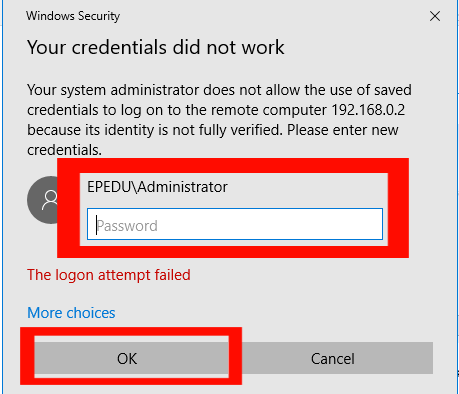 Windows Security
Your credentials did not work
Your system administrator does not allow the use of saved
credentials to log on to the remote computer 192.168.0.2
because its identity is not fully verified. Please enter new
credentials.
EPEDU\Administrator
Password
The logon attempt failed
More choices
OK
Cancel